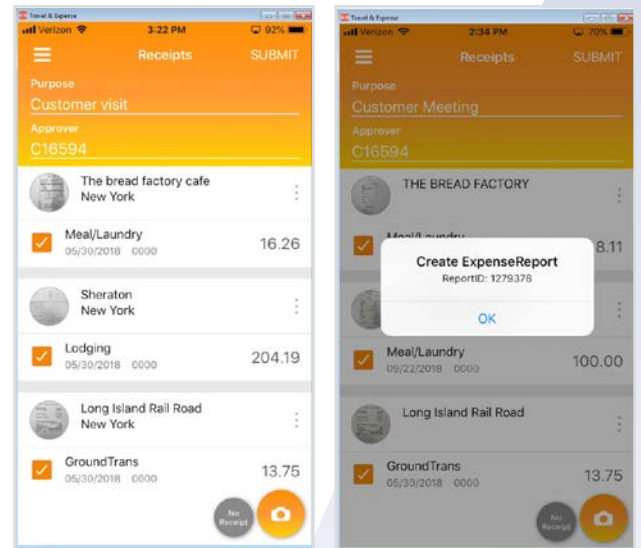 Travel & Expense
Verizon 3:22 PM 92%
Receipts SUBMIT
Purpose
Customer visit
Approver
C16594
The bread factory cafe
New York
Meal/Laundry
05/30/2018 0000
16.26
Sheraton
New York
Lodging
05/30/2018 0000
204.19
Long Island Rail Road
New York
GroundTrans
05/30/2018 0000
13.75
No
Receipt
Travel & Expense
Verizon 2:34 PM 70%
Receipts SUBMIT
Purpose
Customer Meeting
Approver
C16594
THE BREAD FACTORY
Meal/Laundry
8.11
Create ExpenseReport
ReportID: 1279378
OK
Meal/Laundry
09/22/2018 0000
100.00
Long Island Rail Road
GroundTrans
05/30/2018 0000
13.75
No
Receipt